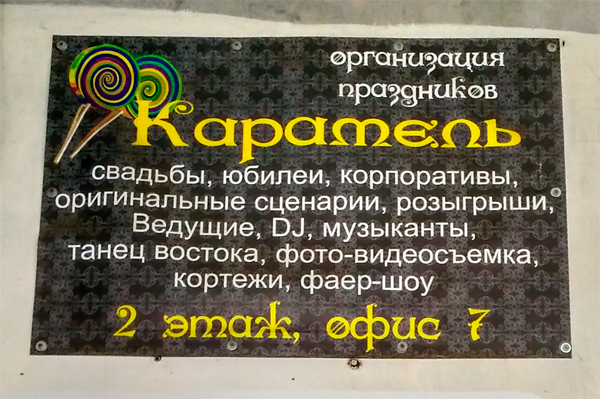 организация
праздников
Карамель
свадьбы, юбилеи, корпоративы,
оригинальные сценарии, розыгрыши,
Ведущие, DJ, музыканты,
танец востока, фото-видеосъемка,
кортежи, фаер-шоу
2 этаж, офис 7